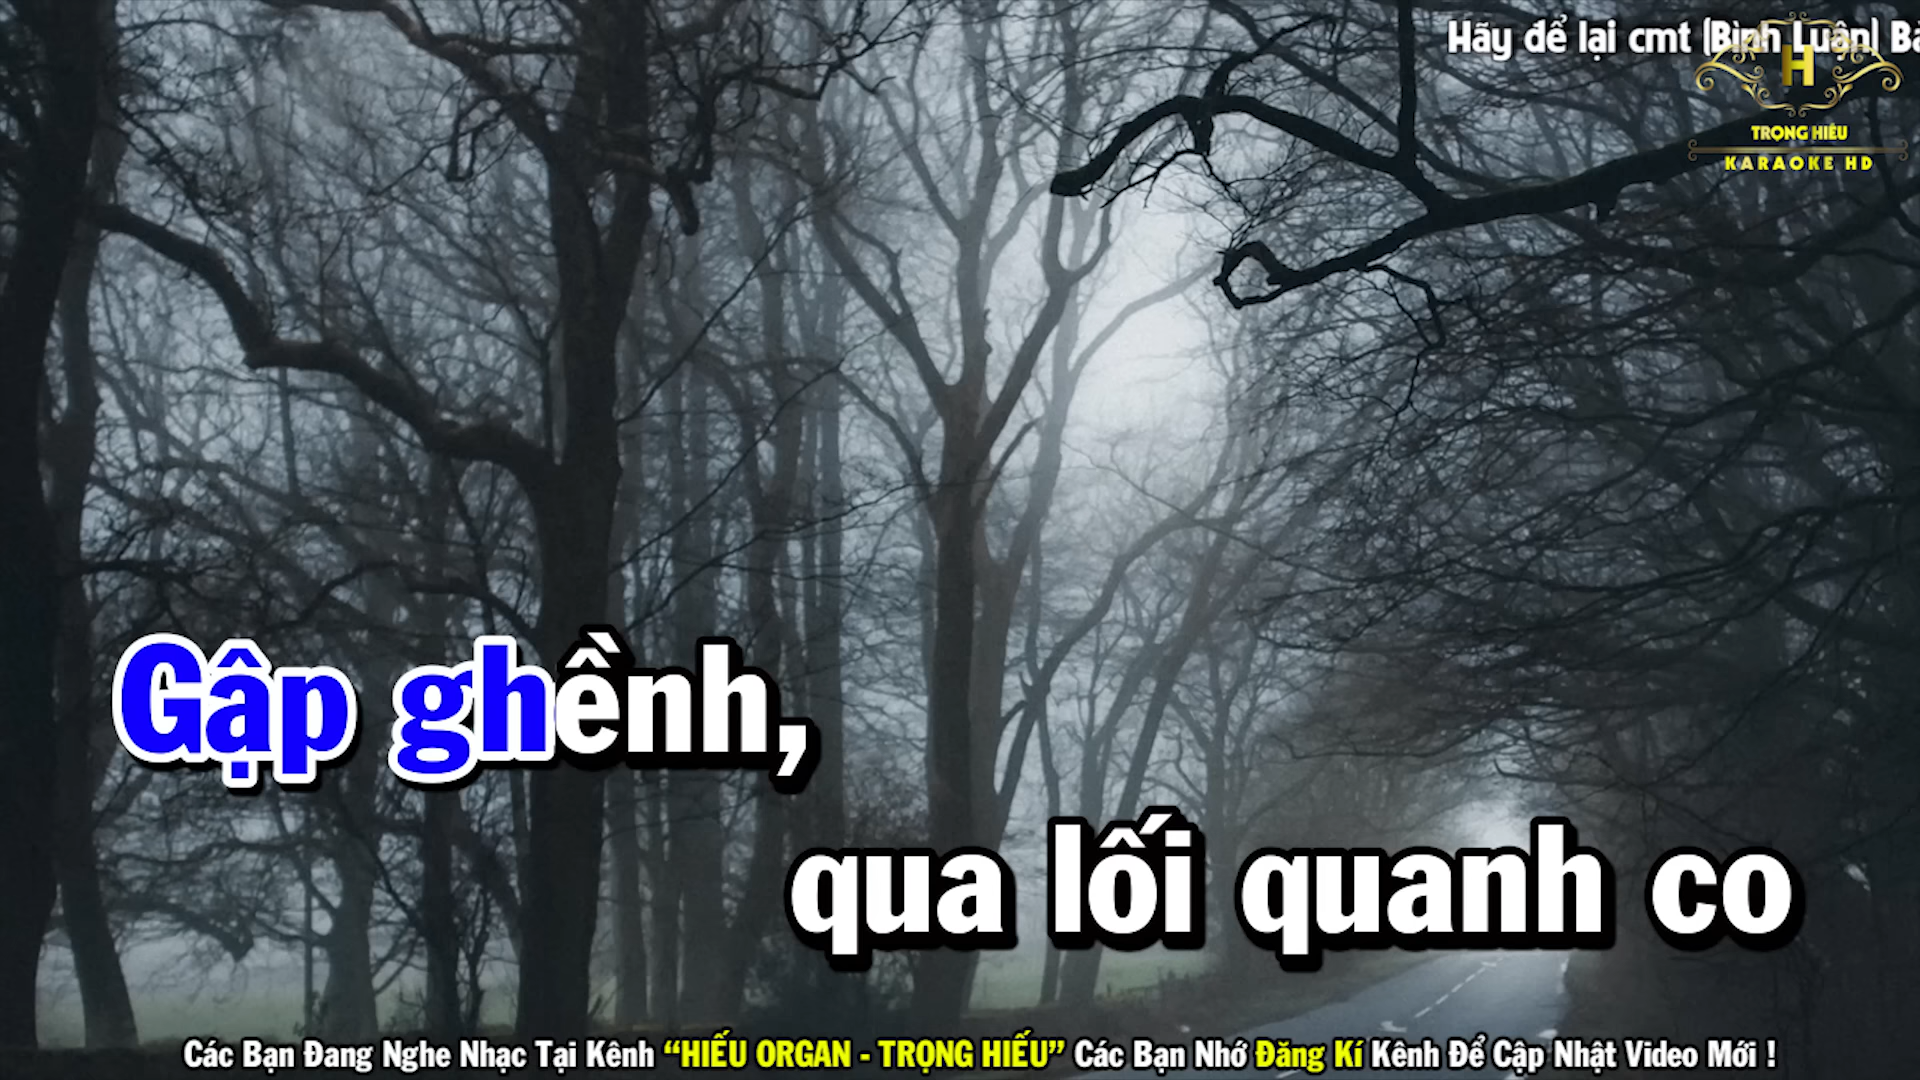 Hãy để lại cmt (Bình Luận) Bà
H
TRỌNG HIẾU
KARAOKE HD
Gập ghềnh,
qua lối quanh co
Các Bạn Đang Nghe Nhạc Tại Kênh “HIẾU ORGAN - TRỌNG HIẾU” Các Bạn Nhớ Đăng Kí Kênh Để Cập Nhật Video Mới !